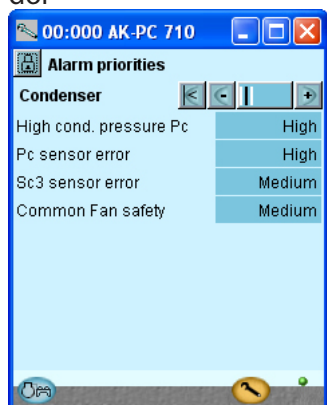 00:000 AK-PC 710
Alarm priorities
Condenser
High cond. pressure Pc High
Pc sensor error High
Sc3 sensor error Medium
Common Fan safety Medium